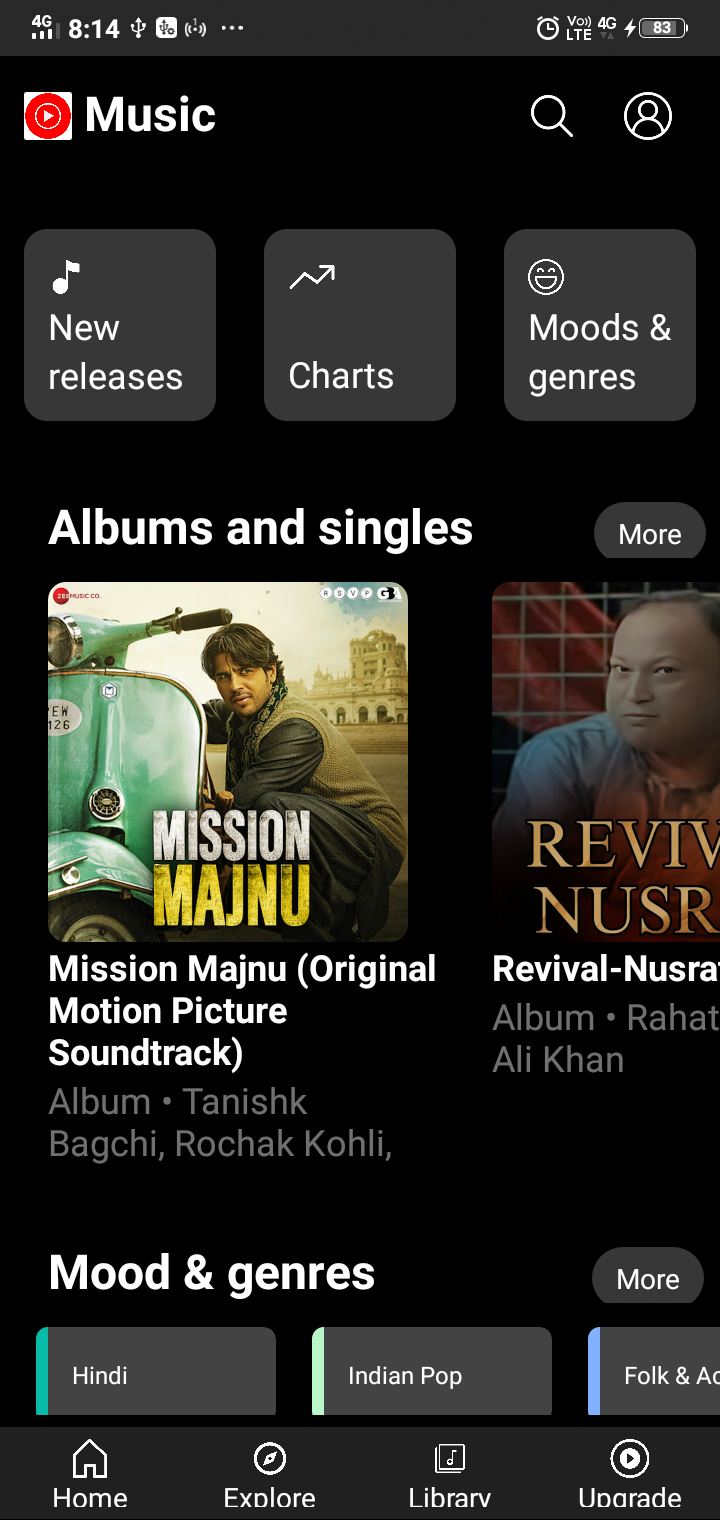 4G 8:14 ... Vo)) LTE 4G 83
Music
New releases
Charts
Moods & genres
Albums and singles
More
ZEE MUSIC CO.
R S V P
GBA
EW
126
MISSION
MAJNU
REVIV
NUSR
Mission Majnu (Original
Motion Picture
Soundtrack)
Album • Tanishk
Bagchi, Rochak Kohli,
Revival-Nusrat
Album • Rahat
Ali Khan
Mood & genres
More
Hindi
Indian Pop
Folk & Ac
Home
Explore
Library
Upgrade